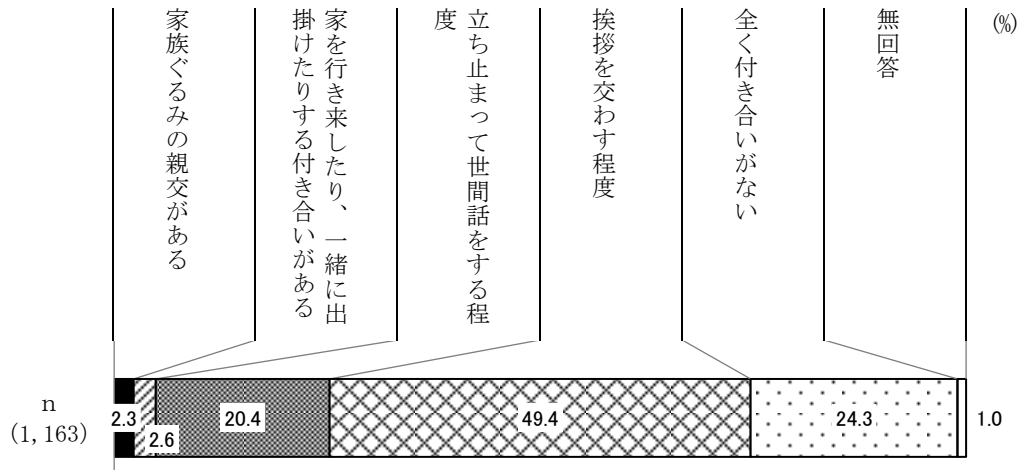 家族ぐるみの親交がある
家を行き来したり、一緒に出
掛けたりする付き合いがある
立ち止まって世間話をする程
度
挨拶を交わす程度
全く付き合いがない
無回答
(%)
n
(1,163)
2.3
2.6
20.4
49.4
24.3
1.0